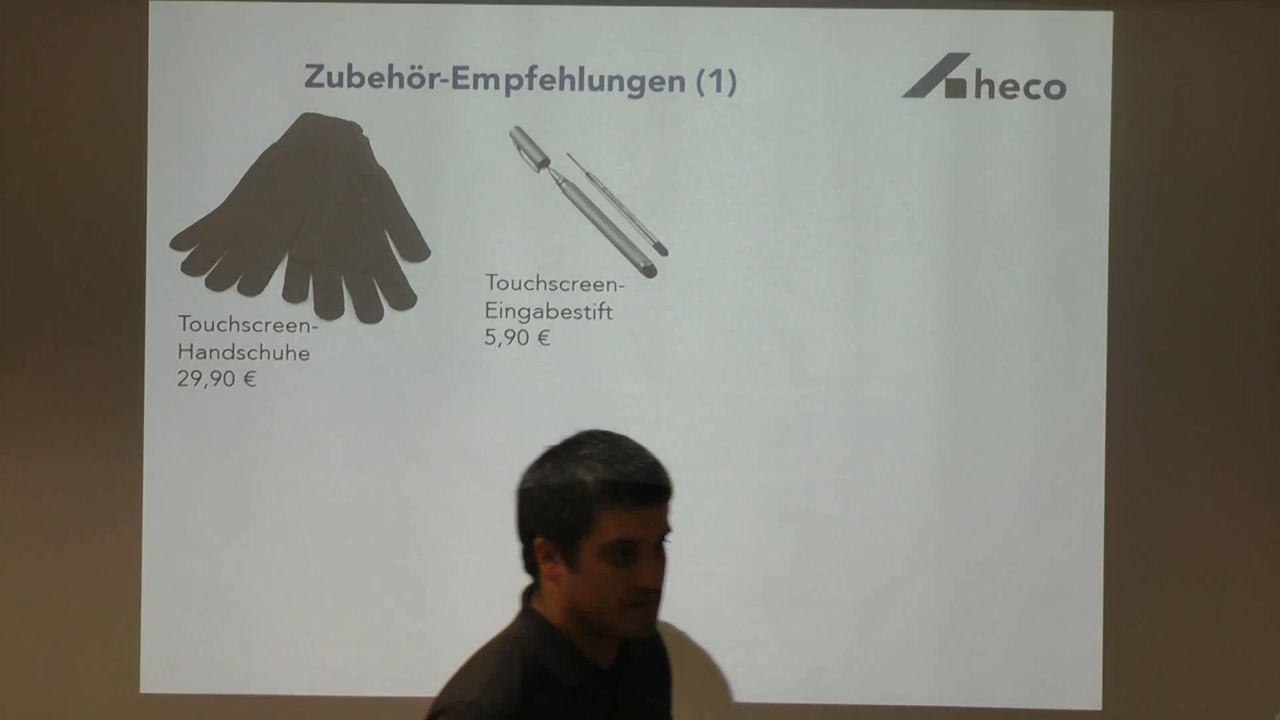 Zubehör-Empfehlungen (1)
heco
Touchscreen-
Handschuhe
29,90 €
Touchscreen-
Eingabestift
5,90 €